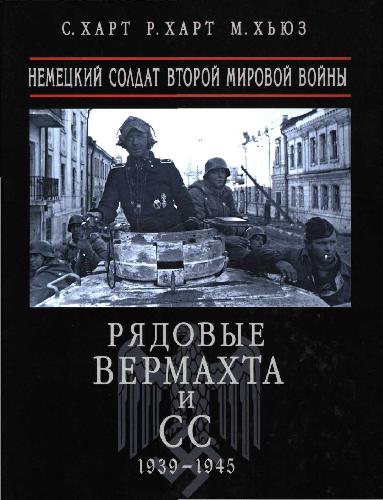 С. ХАРТ Р. ХАРТ М. ХЬЮЗ
НЕМЕЦКИЙ СОЛДАТ ВТОРОЙ МИРОВОЙ ВОЙНЫ
РЯДОВЫЕ
ВЕРМАХТА
И
СС
1939-1945